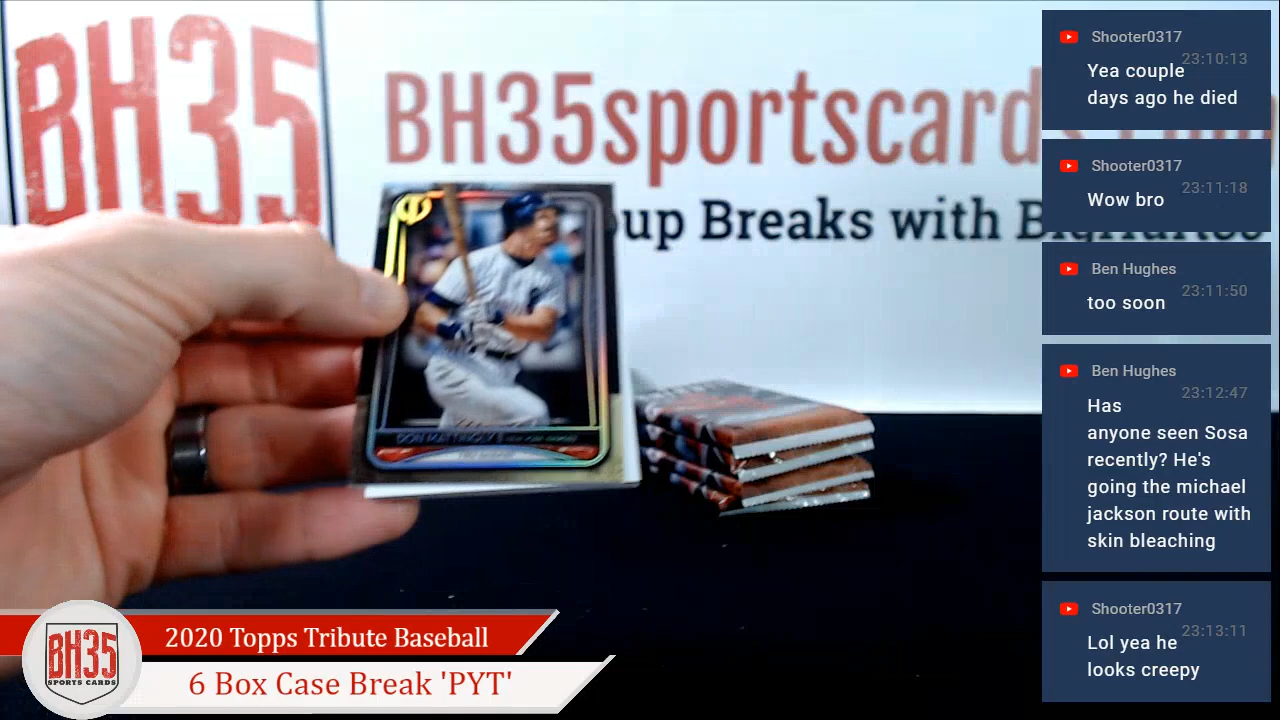 BH35
BH35sportscards
up Breaks with
DON MATTINGLY
2020 Topps Tribute Baseball
6 Box Case Break 'PYT'
BH35
SPORTS CARDS
Shooter0317
23:10:13
Yea couple
days ago he died
Shooter0317
23:11:18
Wow bro
Ben Hughes
23:11:50
too soon
Ben Hughes
23:12:47
Has
anyone seen Sosa
recently? He's
going the michael
jackson route with
skin bleaching
Shooter0317
23:13:11
Lol yea he
looks creepy